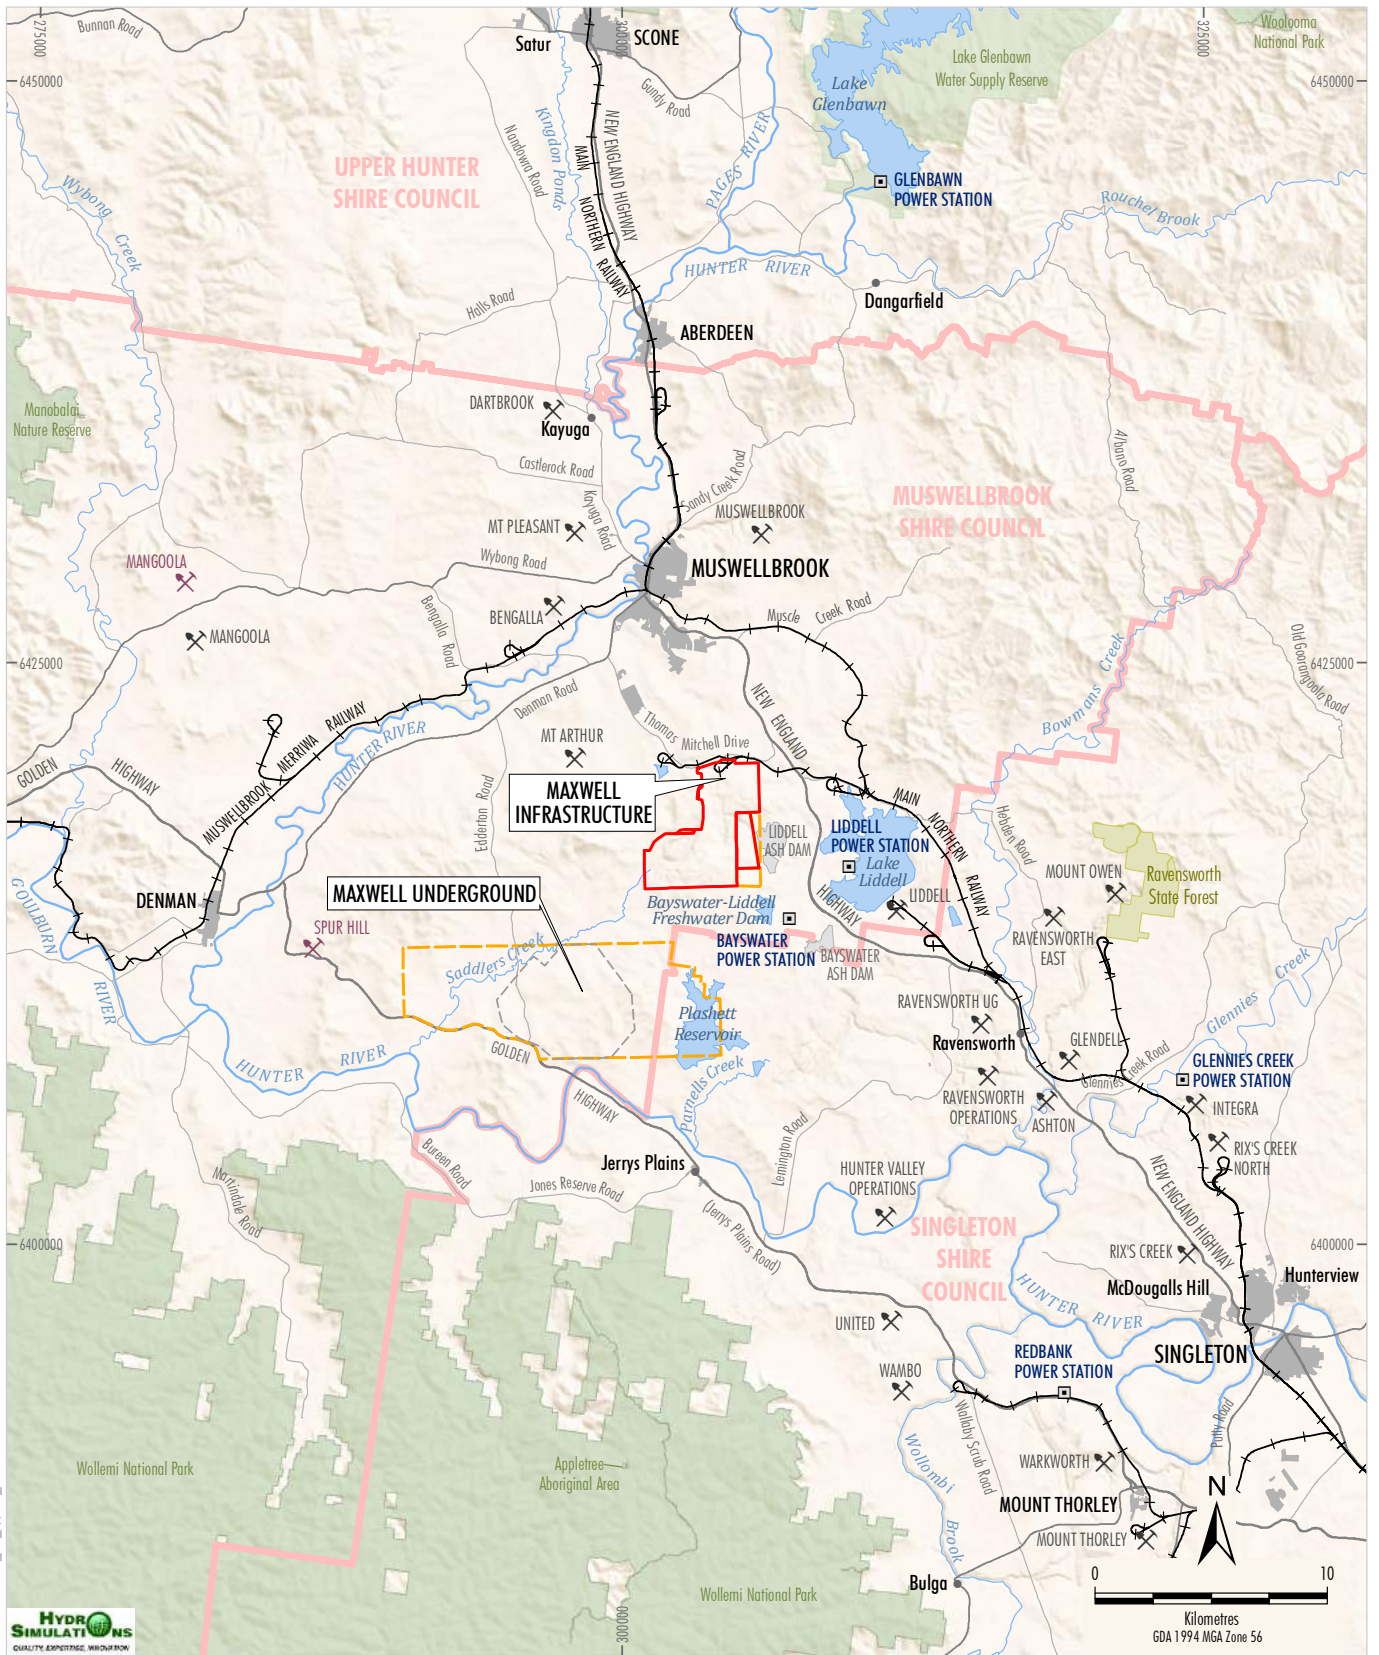 275000
Bunnan Road
Satur
SCONE
300000
325000
Woolooma
National Park
6450000
6450000
Lake Glenbawn
Water Supply Reserve
Lake
Glenbawn
Gundy Road
Nandowra Road
Kingdon Ponds
MAIN
NORTHERN
RAILWAY
NEW ENGLAND HIGHWAY
PAGES RIVER
UPPER HUNTER
SHIRE COUNCIL
Wybong
Creek
GLENBAWN
POWER STATION
Rouchel Brook
HUNTER RIVER
Dangarfield
Halls Road
ABERDEEN
Manobalai
Nature Reserve
DARTBROOK
Kayuga
Castlerock Road
Kayuga Road
Sandy Creek Road
Albano Road
MUSWELLBROOK
SHIRE COUNCIL
MUSWELLBROOK
MT PLEASANT
Wybong Road
MANGOOLA
MUSWELLBROOK
BENGALLA
Bengalla Road
MANGOOLA
Muscle
Creek Road
Old Goorangoola Road
6425000
6425000
Bowmans Creek
Denman Road
NEW ENGLAND
HIGHWAY
Thomas
Mitchell Drive
MT ARTHUR
GOLDEN
HIGHWAY
MUSWELLBROOK
MERRIWA
RAILWAY
HUNTER RIVER
Edderton Road
MAXWELL
INFRASTRUCTURE
MAIN
NORTHERN
RAILWAY
Hebden Road
LIDDELL
ASH DAM
LIDDELL
POWER STATION
Lake
Liddell
LIDDELL
MOUNT OWEN
Ravensworth
State Forest
MAXWELL UNDERGROUND
DENMAN
GOULBURN
RIVER
SPUR HILL
Bayswater-Liddell
Freshwater Dam
BAYSWATER
POWER STATION
BAYSWATER
ASH DAM
RAVENSWORTH
EAST
Saddlers Creek
Glennies Creek
RAVENSWORTH UG
Ravensworth
Plashett
Reservoir
GOLDEN
HIGHWAY
HUNTER RIVER
Parnells Creek
GLENDELL
Glennies Creek Road
GLENNIES CREEK
POWER STATION
RAVENSWORTH
OPERATIONS
ASHTON
INTEGRA
RIX'S CREEK
NORTH
Bureen Road
Martindale Road
Jerrys Plains
Jones Reserve Road
Lemington Road
HUNTER VALLEY
OPERATIONS
NEW ENGLAND HIGHWAY
(Jerrys Plains Road)
SINGLETON
SHIRE
COUNCIL
6400000
6400000
RIX'S CREEK
McDougalls Hill
Hunterview
HUNTER RIVER
UNITED
SINGLETON
WAMBO
REDBANK
POWER STATION
Putty Road
Wallaby Scrub Road
Wollombi
Brook
Wollemi National Park
Appletree
Aboriginal Area
WARKWORTH
MOUNT THORLEY
MOUNT THORLEY
N
Bulga
Wollemi National Park
300000
0 10
Kilometres
GDA 1994 MGA Zone 56
HYDRO
SIMULATIONS
QUALITY, EXPERTISE, INNOVATION